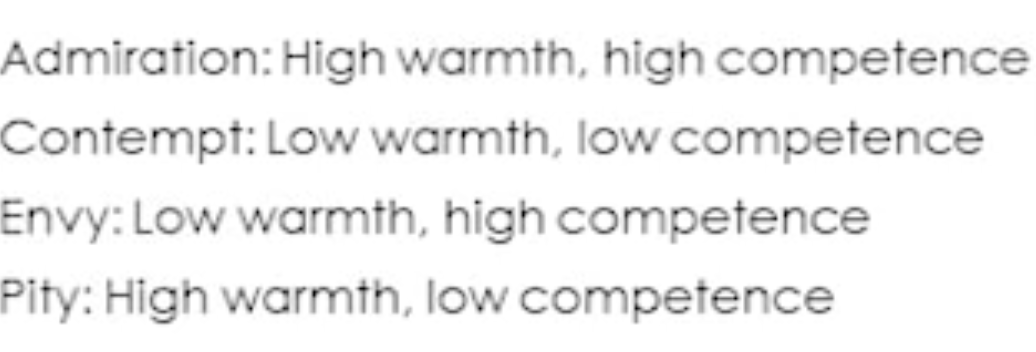 Admiration: High warmth, high competence
Contempt: Low warmth, low competence
Envy: Low warmth, high competence
Pity: High warmth, low competence